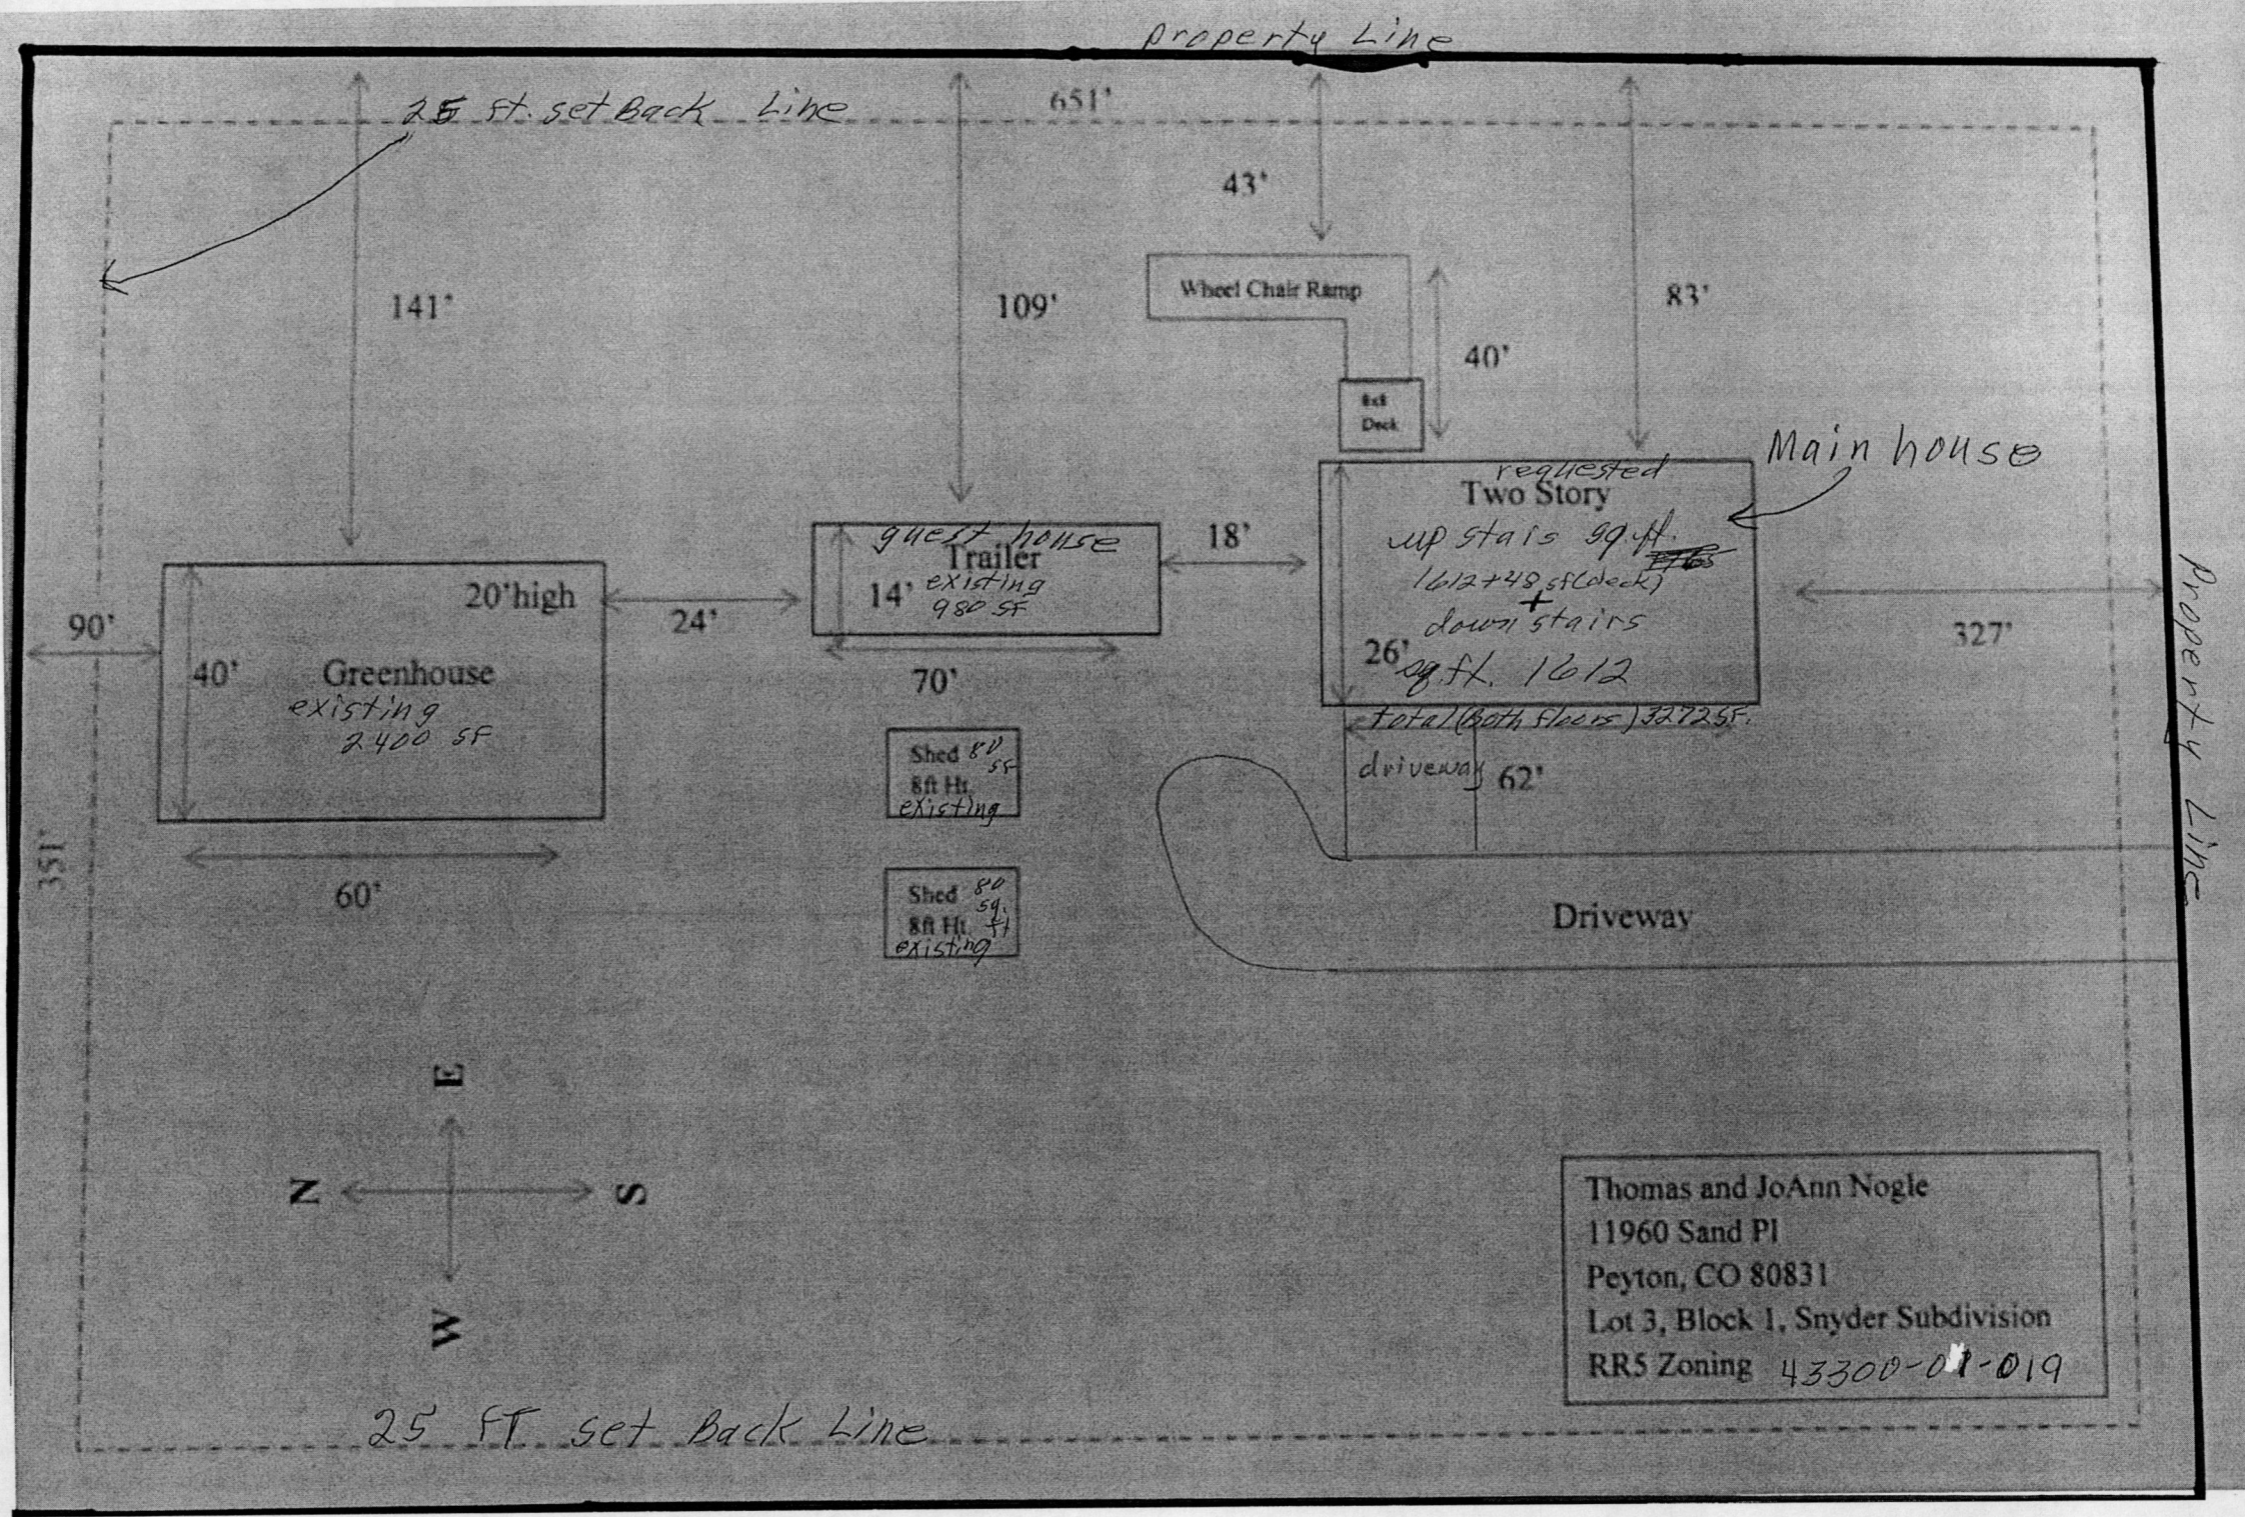 Property Line
651'
25 ft. set Back Line
43'
141'
109'
Wheel Chair Ramp
83'
40'
8x8
Deck
Main house
requested
Two Story
up stais sq. ft.
1612+48 sf(deck)
+
down stairs
26'
sq. ft. 1612
total (Both floors) 3272 SF.
guest house
Trailer
14'
existing
980 SF
18'
20'high
24'
90'
40'
Greenhouse
existing
2400 SF
70'
327'
Property Line
Shed 80 SF
8ft Ht.
existing
driveway
62'
351'
60'
Shed 80 sq. ft
8ft Ht.
existing
Driveway
E
N
S
W
Thomas and JoAnn Nogle
11960 Sand Pl
Peyton, CO 80831
Lot 3, Block 1, Snyder Subdivision
RR5 Zoning 43300-01-019
25 FT set Back Line